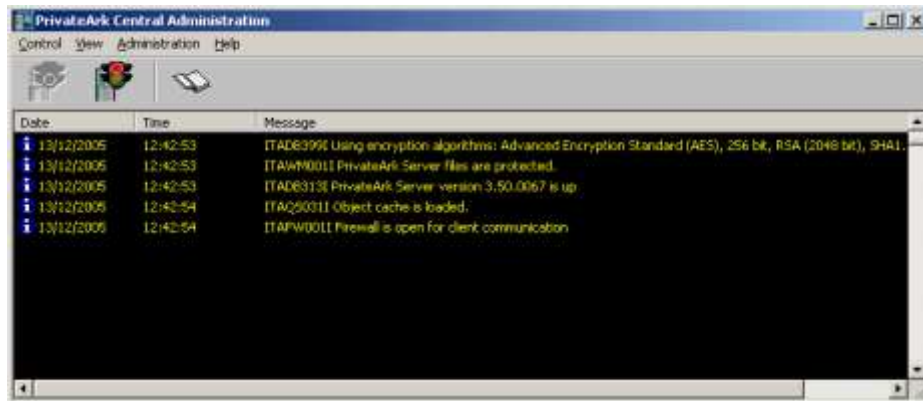 PrivateArk Central Administration
Control View Administration Help
Date Time Message
13/12/2005 12:42:53 ITADB399I Using encryption algorithms: Advanced Encryption Standard (AES), 256 bit, RSA (2048 bit), SHA1.
13/12/2005 12:42:53 ITAWM001I PrivateArk Server files are protected.
13/12/2005 12:42:53 ITADB313I PrivateArk Server version 3.50.0067 is up
13/12/2005 12:42:54 ITAQS031I Object cache is loaded.
13/12/2005 12:42:54 ITAFW001I Firewall is open for client communication